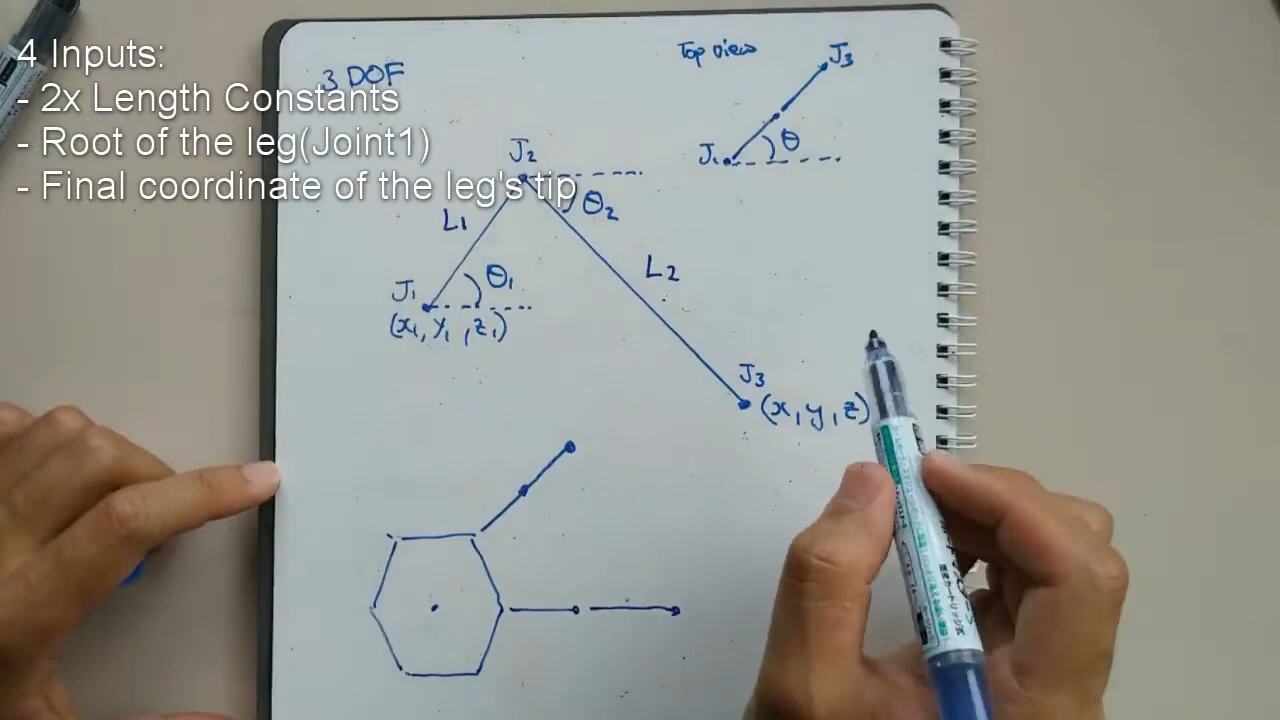 4 Inputs:
- 2x Length Constants
- Root of the leg(Joint1)
- Final coordinate of the leg's tip
3 DOF
Top view
J3
J1
θ
J2
θ2
L1
L2
J1
θ1
(x1, y1, z1)
J3
(x, y, z)